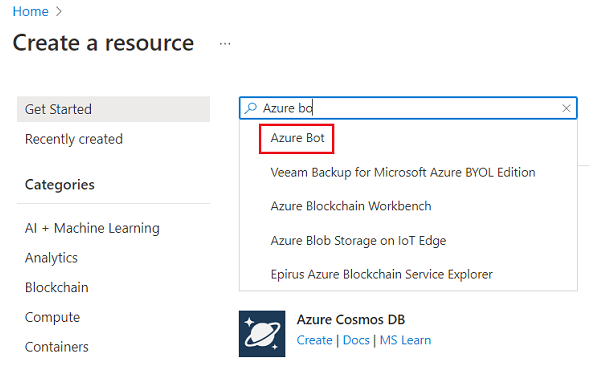 Home
Create a resource ...
Get Started
Recently created
Categories
AI + Machine Learning
Analytics
Blockchain
Compute
Containers
Azure bo
Azure Bot
Veeam Backup for Microsoft Azure BYOL Edition
Azure Blockchain Workbench
Azure Blob Storage on IoT Edge
Epirus Azure Blockchain Service Explorer
Azure Cosmos DB
Create | Docs | MS Learn